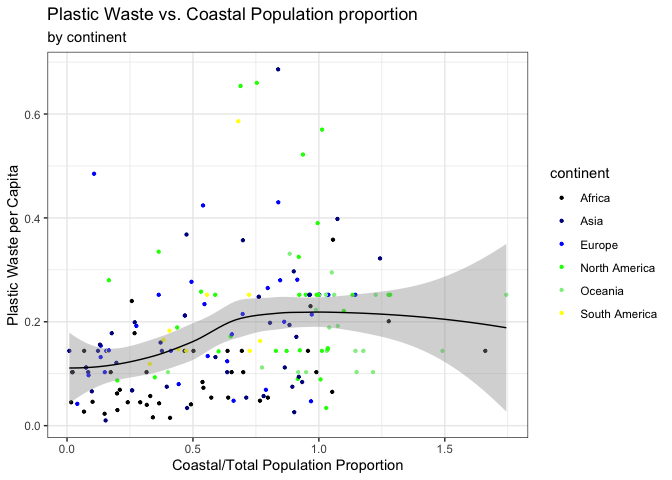 Plastic Waste vs. Coastal Population proportion
by continent
Plastic Waste per Capita
0.6
0.4
0.2
0.0
0.0
0.5
1.0
1.5
Coastal/Total Population Proportion
continent
Africa
Asia
Europe
North America
Oceania
South America